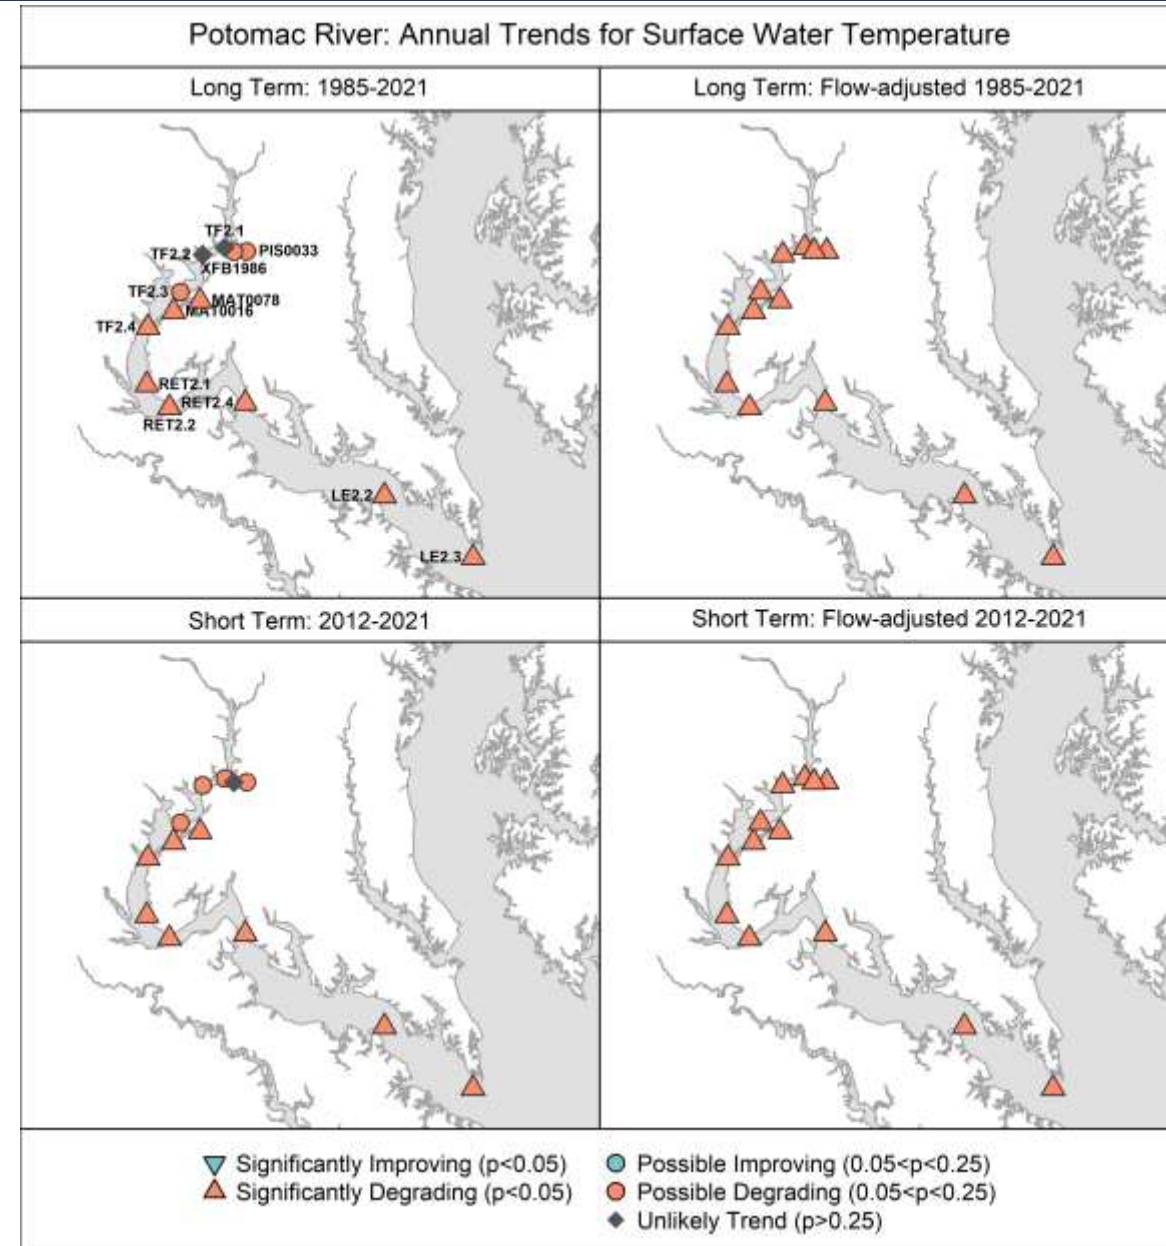 Potomac River: Annual Trends for Surface Water Temperature
Long Term: 1985-2021
Long Term: Flow-adjusted 1985-2021
TF2.1
TF2.2
PIS0033
XFB1986
TF2.3
MAT0078
MAT0016
TF2.4
RET2.1
RET2.4
RET2.2
LE2.2
LE2.3
Short Term: 2012-2021
Short Term: Flow-adjusted 2012-2021
Significantly Improving (p<0.05)
Possible Improving (0.05<p<0.25)
Significantly Degrading (p<0.05)
Possible Degrading (0.05<p<0.25)
Unlikely Trend (p>0.25)